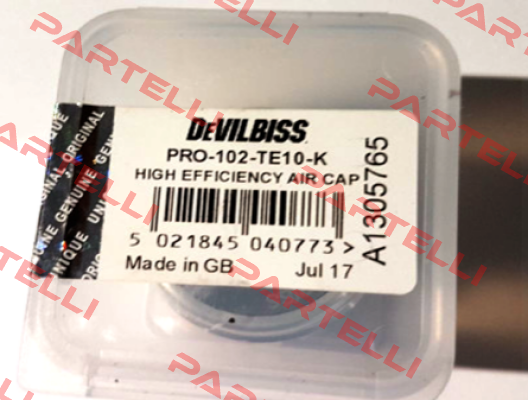 DEVILBISS
PRO-102-TE10-K
HIGH EFFICIENCY AIR CAP
5 021845 040773 >
Made in GB
Jul 17
A1305765
ORIGINAL
GENUINE
UNIQUE
PARTELLI
PARTELLI
PARTELLI
PARTELLI
PARTELLI